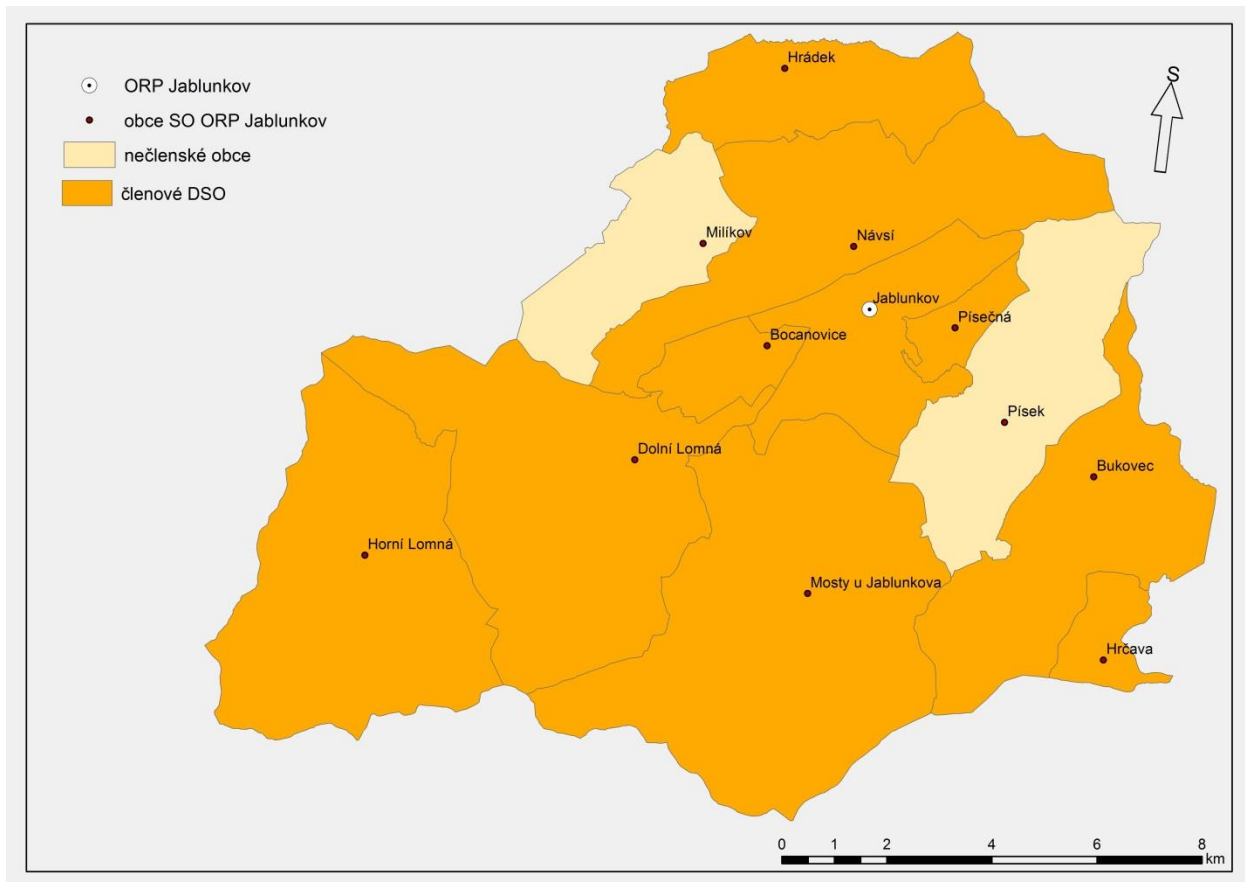 ORP Jablunkov
obce SO ORP Jablunkov
nečlenské obce
členové DSO
S
Hrádek
Milíkov
Návsí
Jablunkov
Písečná
Bocanovice
Písek
Dolní Lomná
Bukovec
Horní Lomná
Mosty u Jablunkova
Hrčava
0 1 2 4 6 8
km